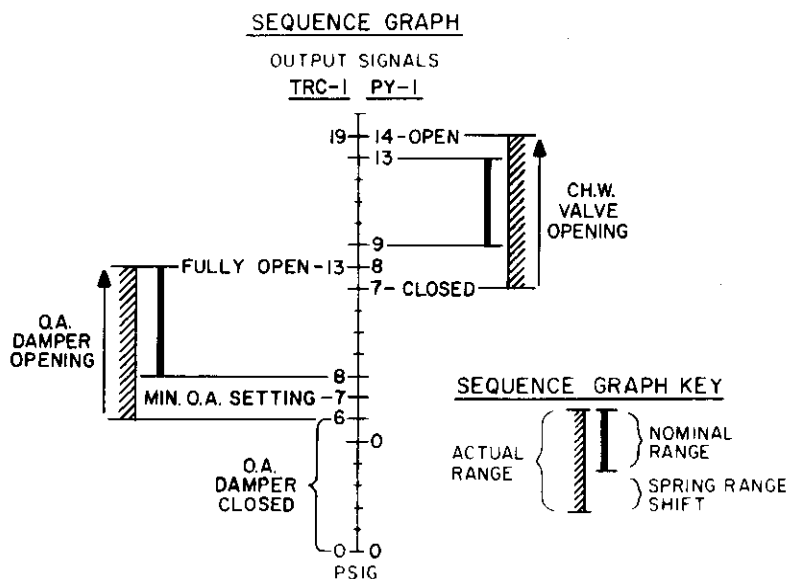 SEQUENCE GRAPH
OUTPUT SIGNALS
TRC-1 PY-1
19 14-OPEN
13
CH.W.
VALVE
OPENING
9
FULLY OPEN-13 8
7-CLOSED
O.A.
DAMPER
OPENING
8
MIN. O.A. SETTING-7
6
0
O.A.
DAMPER
CLOSED
0 0
PSIG
SEQUENCE GRAPH KEY
ACTUAL
RANGE
NOMINAL
RANGE
SPRING RANGE
SHIFT